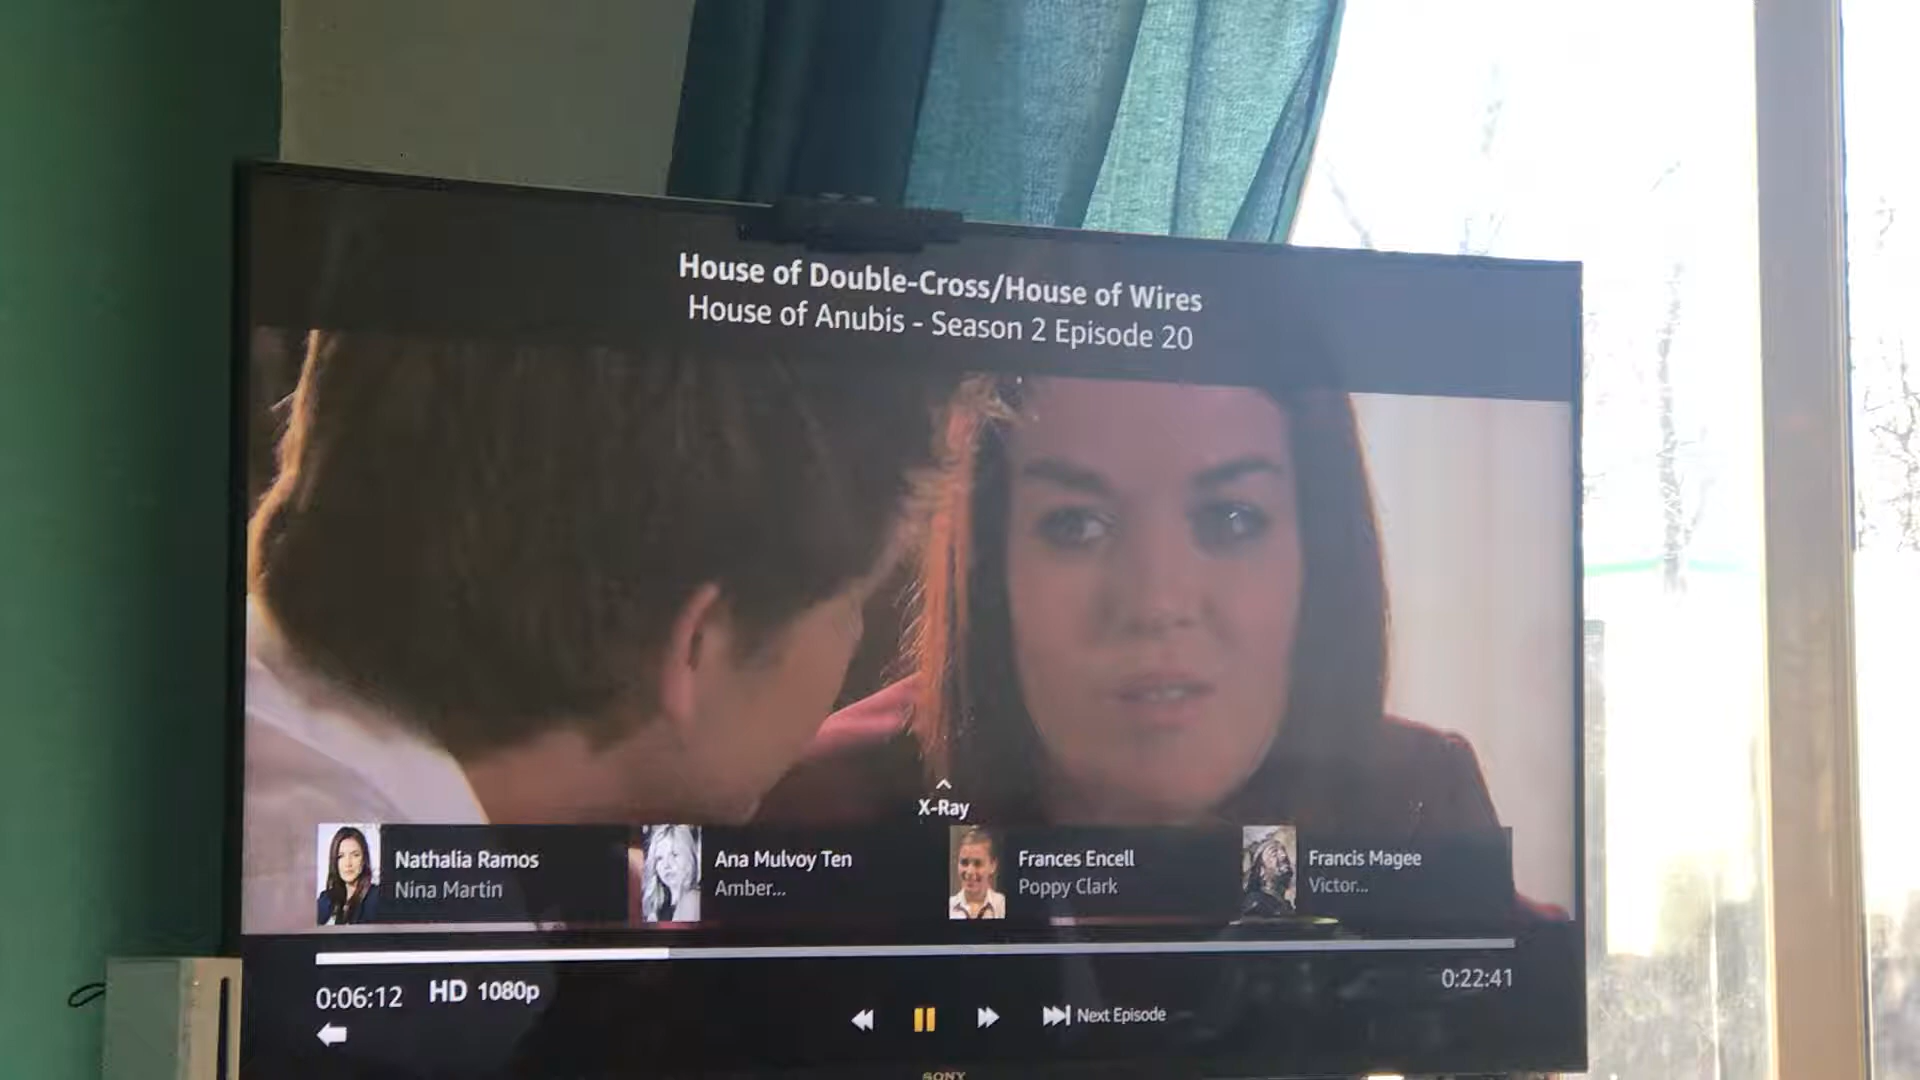 House of Double-Cross/House of Wires
House of Anubis - Season 2 Episode 20
X-Ray
Nathalia Ramos
Nina Martin
Ana Mulvoy Ten
Amber...
Frances Encell
Poppy Clark
Francis Magee
Victor...
0:06:12 HD 1080p
0:22:41
Next Episode
SONY